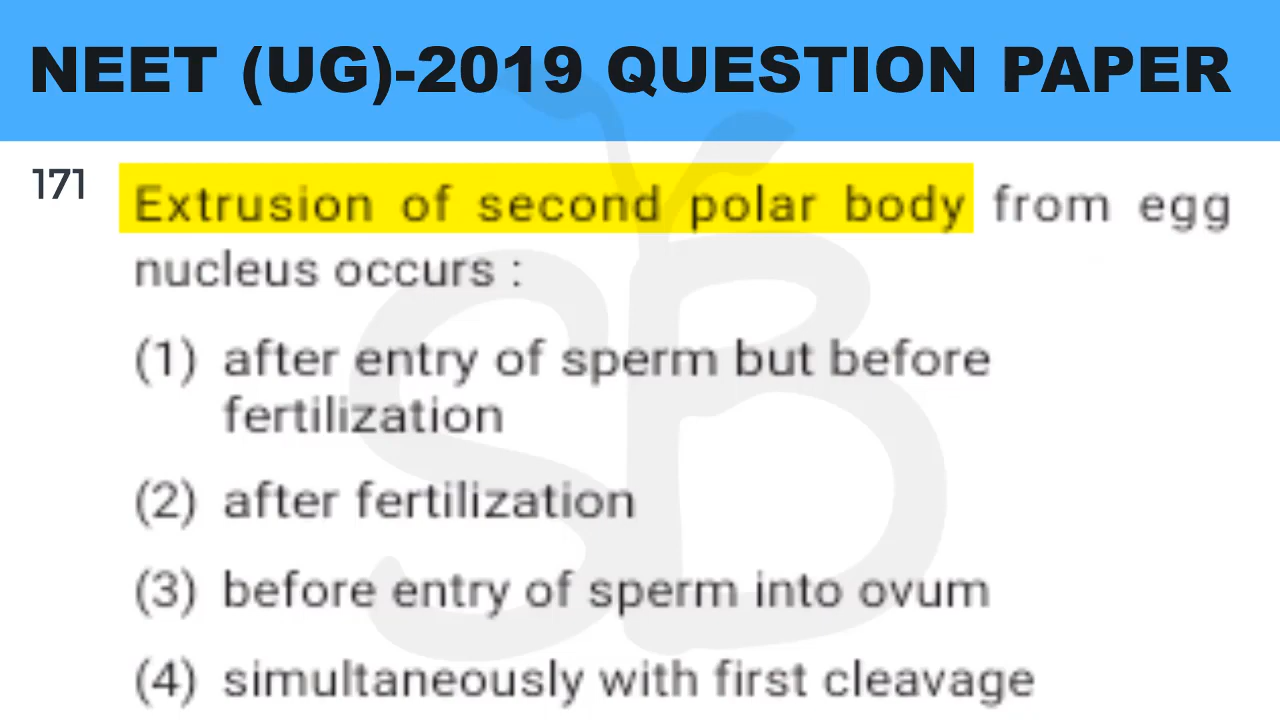 NEET (UG)-2019 QUESTION PAPER
171
Extrusion of second polar body from egg
nucleus occurs :
(1) after entry of sperm but before
fertilization
(2) after fertilization
(3) before entry of sperm into ovum
(4) simultaneously with first cleavage
SB